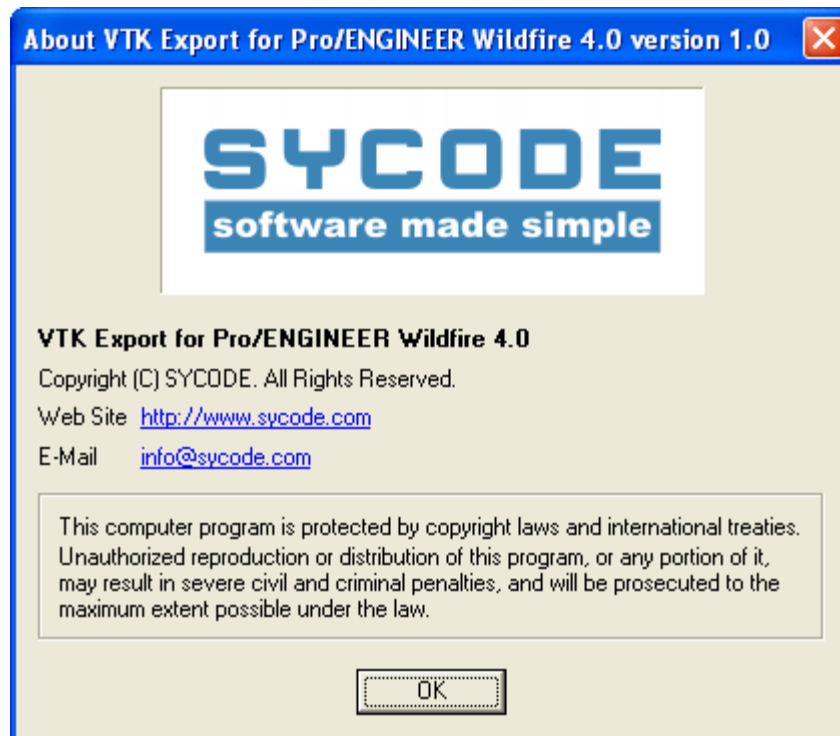 About VTK Export for Pro/ENGINEER Wildfire 4.0 version 1.0
SYCODE
software made simple
VTK Export for Pro/ENGINEER Wildfire 4.0
Copyright (C) SYCODE. All Rights Reserved.
Web Site http://www.sycode.com
E-Mail info@sycode.com
This computer program is protected by copyright laws and international treaties.
Unauthorized reproduction or distribution of this program, or any portion of it,
may result in severe civil and criminal penalties, and will be prosecuted to the
maximum extent possible under the law.
OK